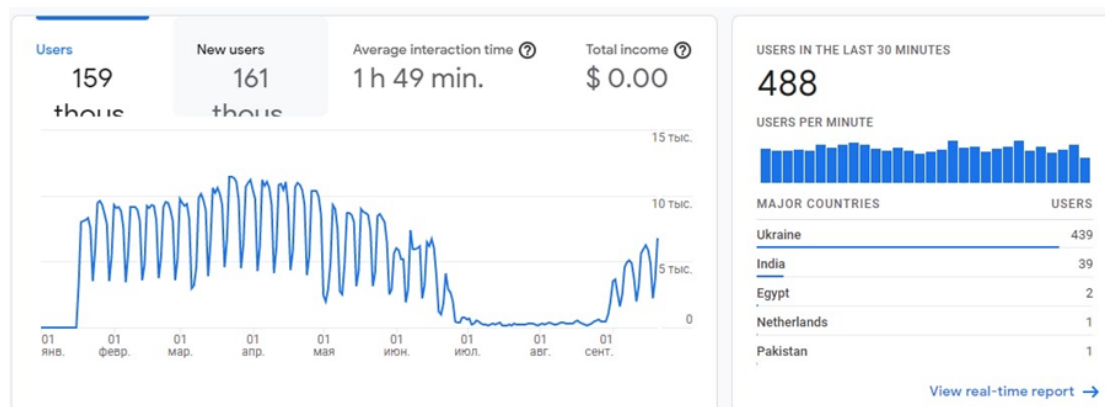 Users
159
thous
New users
161
thous
Average interaction time ?
1 h 49 min.
Total income ?
$ 0.00
15 тыс.
10 тыс.
5 тыс.
0
01 янв.
01 февр.
01 мар.
01 апр.
01 мая
01 июн.
01 июл.
01 авг.
01 сент.
USERS IN THE LAST 30 MINUTES
488
USERS PER MINUTE
MAJOR COUNTRIES USERS
Ukraine 439
India 39
Egypt 2
Netherlands 1
Pakistan 1
View real-time report →